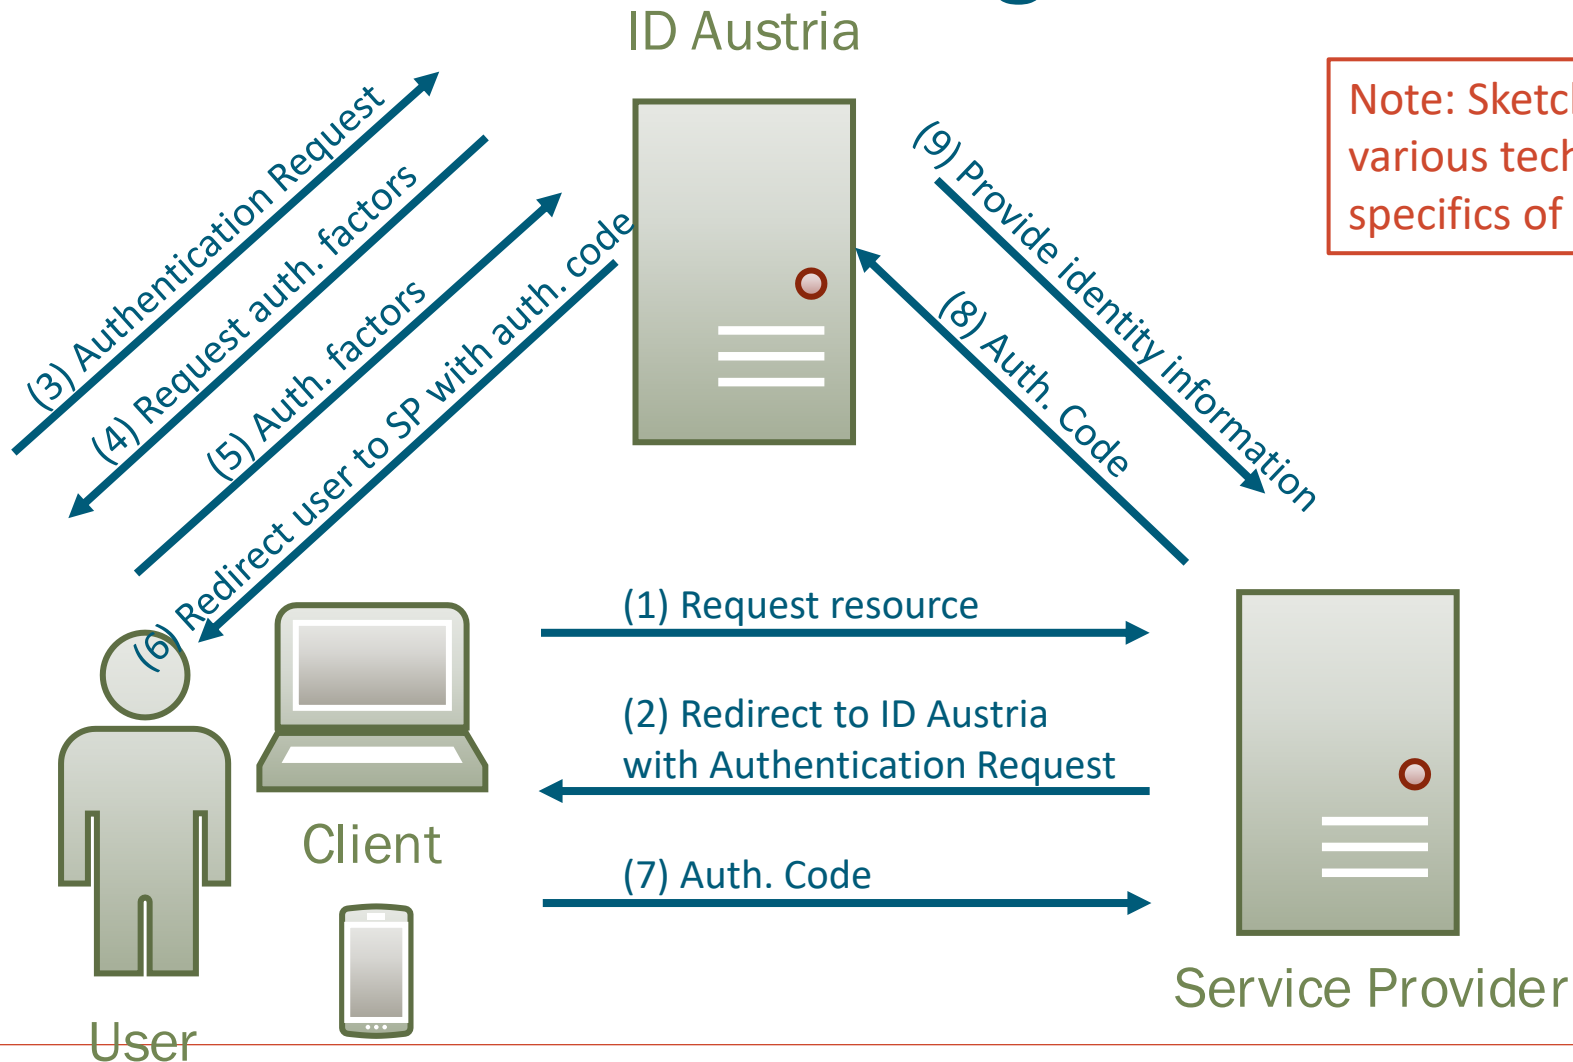 ID Austria
Note: Sketch
various tech
specifics of
(3) Authentication Request
(4) Request auth. factors
(5) Auth. factors
(6) Redirect user to SP with auth. code
(9) Provide identity information
(8) Auth. Code
(1) Request resource
(2) Redirect to ID Austria
with Authentication Request
(7) Auth. Code
Client
User
Service Provider